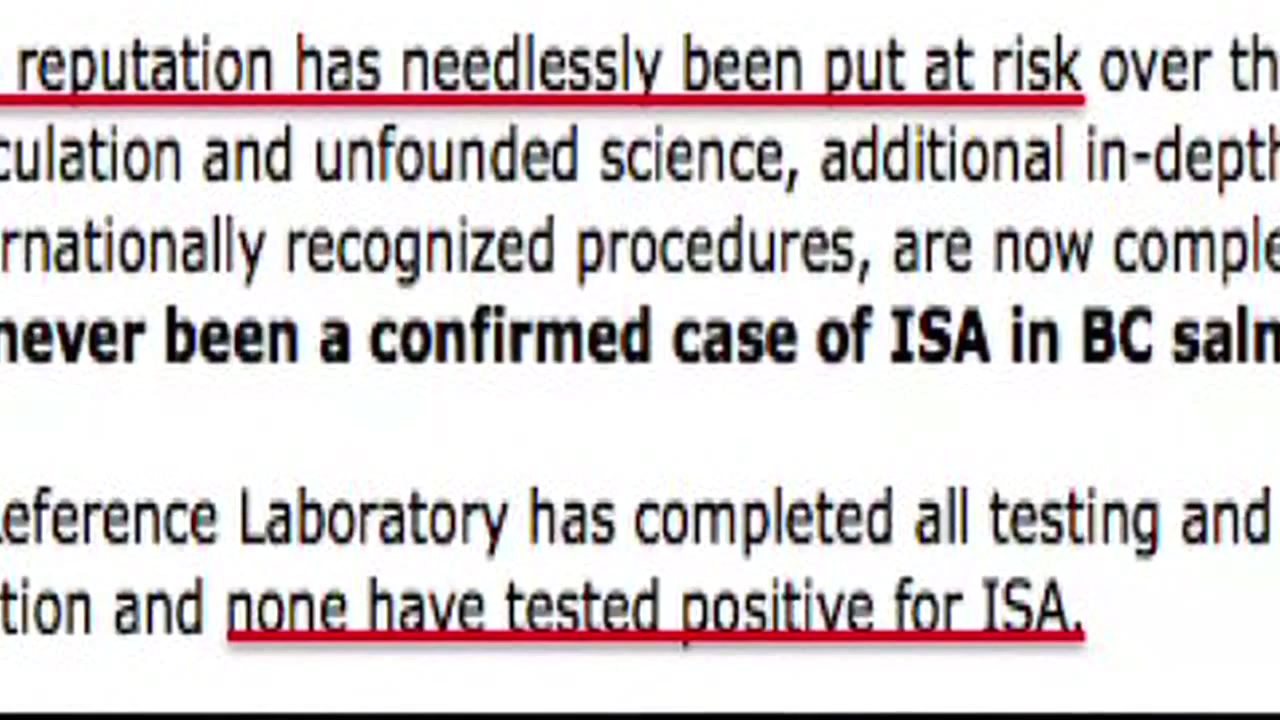 reputation has needlessly been put at risk over th
culation and unfounded science, additional in-depth
rnationally recognized procedures, are now comple
never been a confirmed case of ISA in BC salm
eference Laboratory has completed all testing and
tion and none have tested positive for ISA.